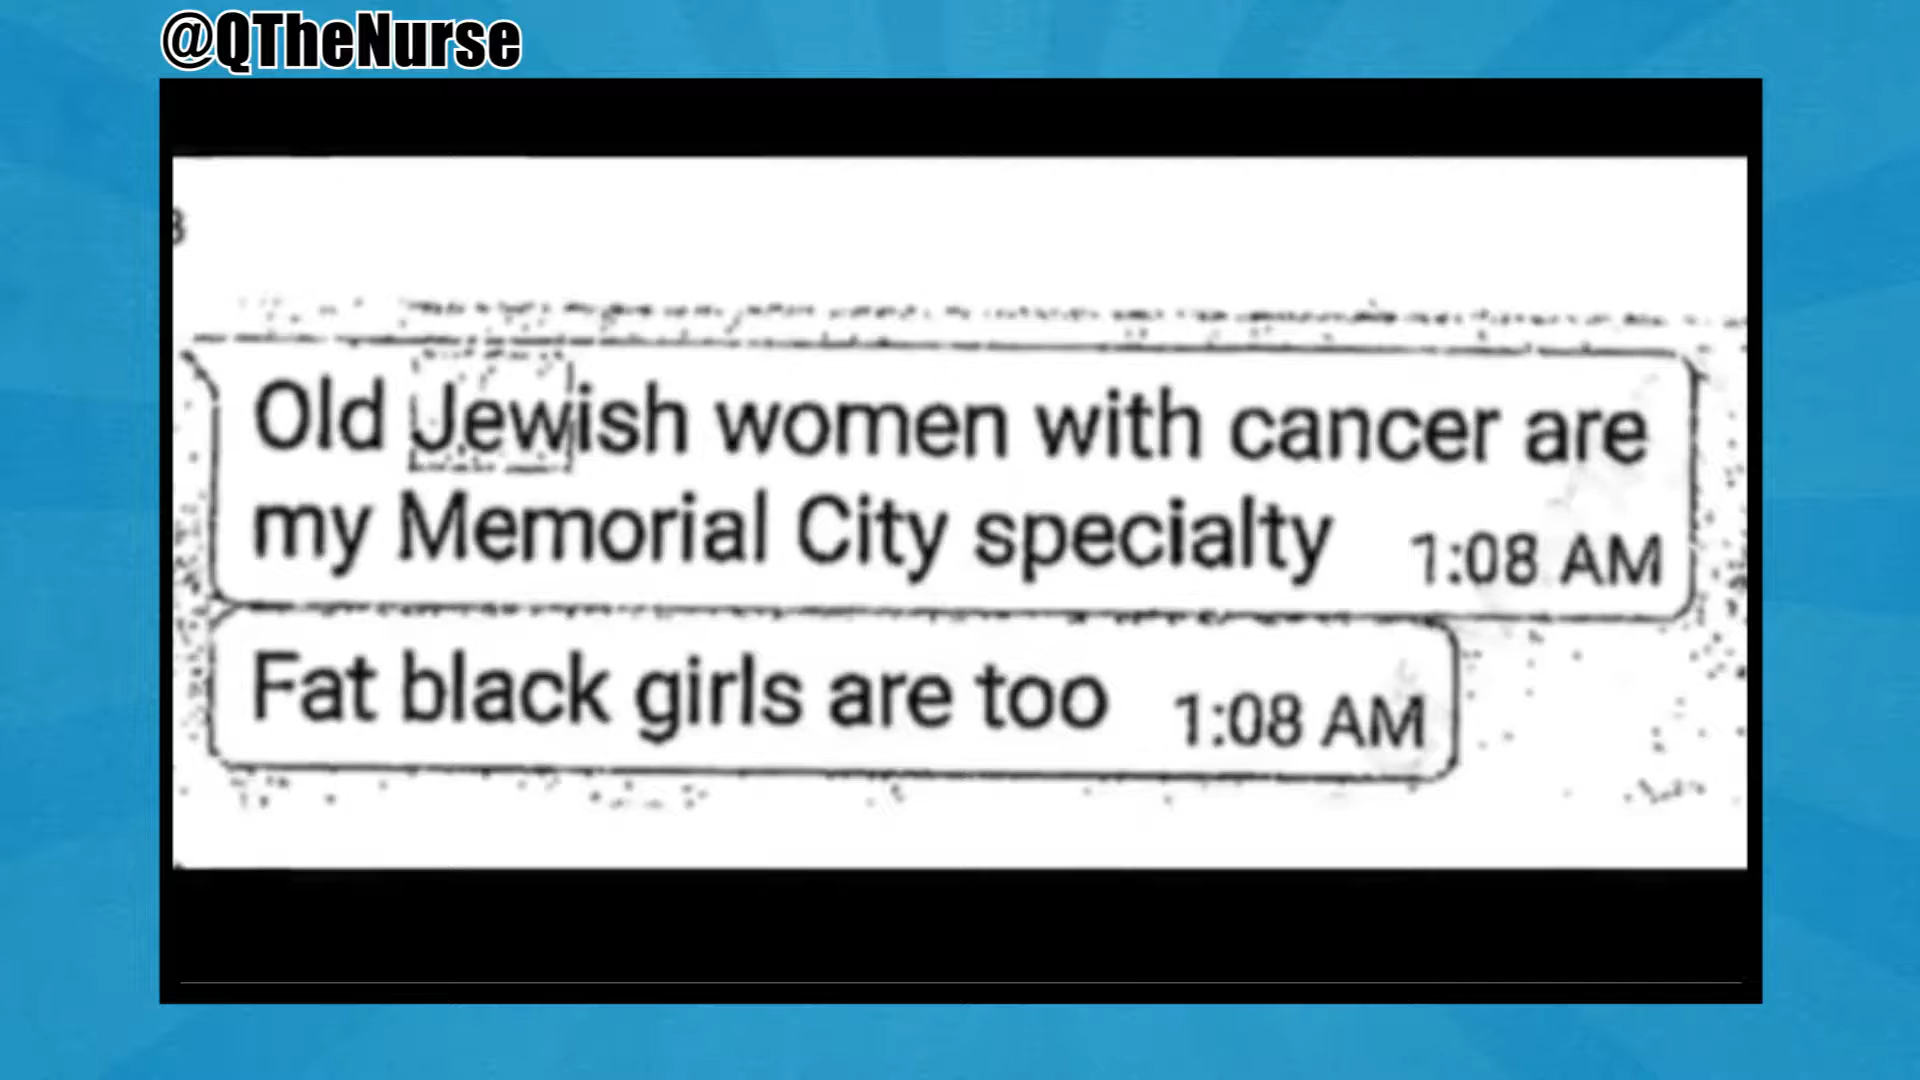 @QTheNurse
Old Jewish women with cancer are
my Memorial City specialty 1:08 AM
Fat black girls are too 1:08 AM